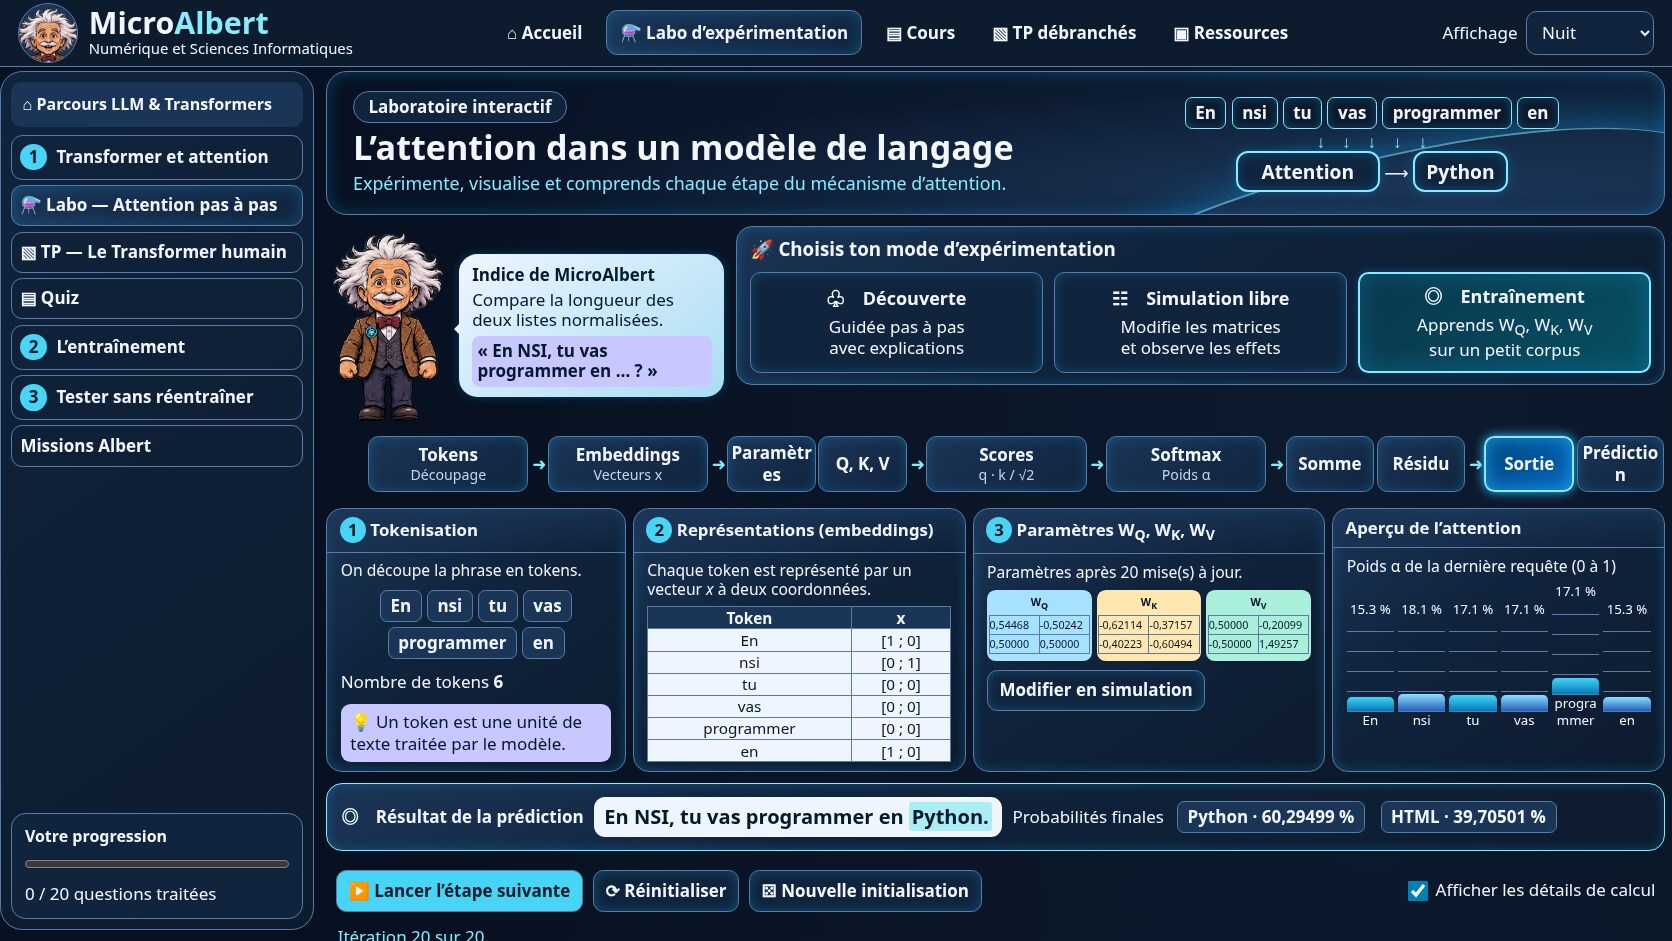 MicroAlbert
Numérique et Sciences Informatiques
⌂ Accueil
Labo d’expérimentation
Cours
TP débranchés
Ressources
Affichage
Nuit
⌂ Parcours LLM & Transformers
1 Transformer et attention
Labo — Attention pas à pas
TP — Le Transformer humain
Quiz
2 L’entraînement
3 Tester sans réentraîner
Missions Albert
Votre progression
0 / 20 questions traitées
Laboratoire interactif
L’attention dans un modèle de langage
Expérimente, visualise et comprends chaque étape du mécanisme d’attention.
En nsi tu vas programmer en
↓ ↓ ↓ ↓ ↓
Attention → Python
Indice de MicroAlbert
Compare la longueur des
deux listes normalisées.
« En NSI, tu vas
programmer en … ? »
🚀 Choisis ton mode d’expérimentation
Découverte
Guidée pas à pas
avec explications
Simulation libre
Modifie les matrices
et observe les effets
Entraînement
Apprends WQ, WK, WV
sur un petit corpus
Tokens
Découpage
→
Embeddings
Vecteurs x
→
Paramètr
es
Q, K, V
→
Scores
q · k / √2
→
Softmax
Poids α
→
Somme
Résidu
→
Sortie
Prédictio
n
1 Tokenisation
On découpe la phrase en tokens.
En nsi tu vas
programmer en
Nombre de tokens 6
💡 Un token est une unité de
texte traitée par le modèle.
2 Représentations (embeddings)
Chaque token est représenté par un
vecteur x à deux coordonnées.
Token x
En [1 ; 0]
nsi [0 ; 1]
tu [0 ; 0]
vas [0 ; 0]
programmer [0 ; 0]
en [1 ; 0]
3 Paramètres WQ, WK, WV
Paramètres après 20 mise(s) à jour.
WQ
0,54468 -0,50242
0,50000 0,50000
WK
-0,62114 -0,37157
-0,40223 -0,60494
WV
0,50000 -0,20099
-0,50000 1,49257
Modifier en simulation
Aperçu de l’attention
Poids α de la dernière requête (0 à 1)
15.3 % 18.1 % 17.1 % 17.1 % 17.1 % 15.3 %
En nsi tu vas progra
mmer en
Résultat de la prédiction En NSI, tu vas programmer en Python. Probabilités finales Python · 60,29499 % HTML · 39,70501 %
Lancer l’étape suivante
⟳ Réinitialiser
Nouvelle initialisation
Afficher les détails de calcul
Itération 20 sur 20